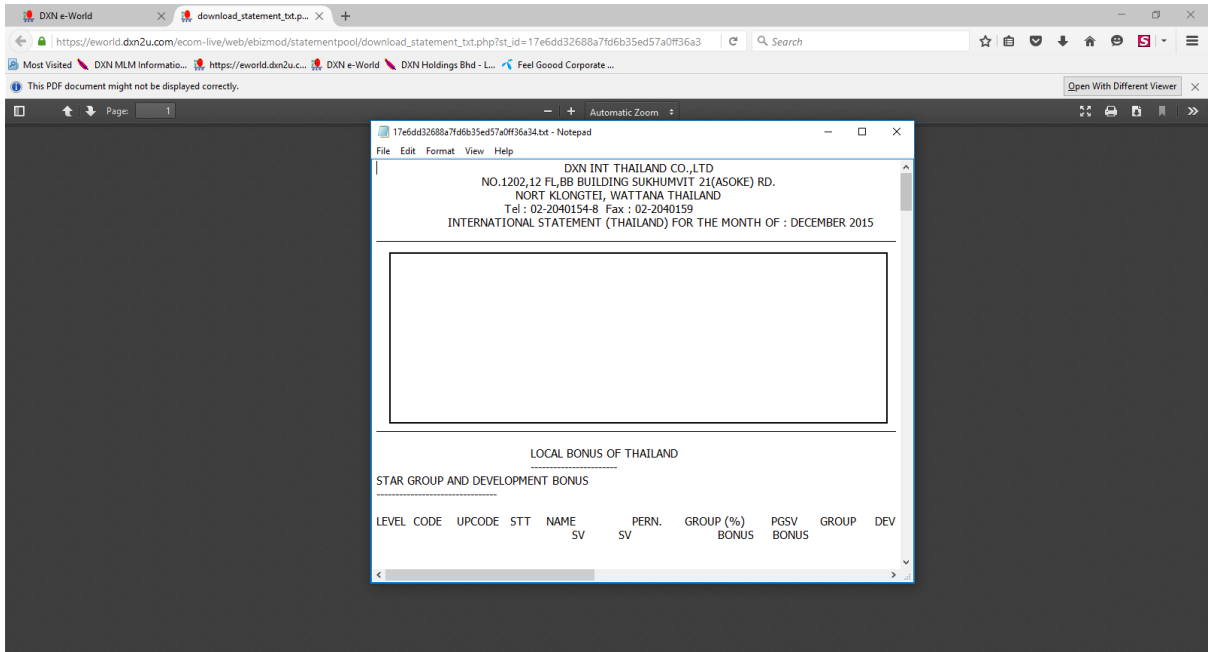 DXN e-World
download_statement_txt.p...
https://eworld.dxn2u.com/ecom-live/web/ebizmod/statementpool/download_statement_txt.php?st_id=17e6dd32688a7fd6b35ed57a0ff36a3
Search
Most Visited DXN MLM Informatio... https://eworld.dxn2u.c... DXN e-World DXN Holdings Bhd - L... Feel Goood Corporate ...
This PDF document might not be displayed correctly.
Open With Different Viewer
Page: 1
Automatic Zoom
17e6dd32688a7fd6b35ed57a0ff36a34.txt - Notepad
File Edit Format View Help
DXN INT THAILAND CO.,LTD
NO.1202,12 FL,BB BUILDING SUKHUMVIT 21(ASOKE) RD.
NORT KLONGTEI, WATTANA THAILAND
Tel : 02-2040154-8 Fax : 02-2040159
INTERNATIONAL STATEMENT (THAILAND) FOR THE MONTH OF : DECEMBER 2015
LOCAL BONUS OF THAILAND
-----------------------
STAR GROUP AND DEVELOPMENT BONUS
--------------------------------
LEVEL CODE UPCODE STT NAME PERN. GROUP (%) PGSV GROUP DEV
SV SV BONUS BONUS